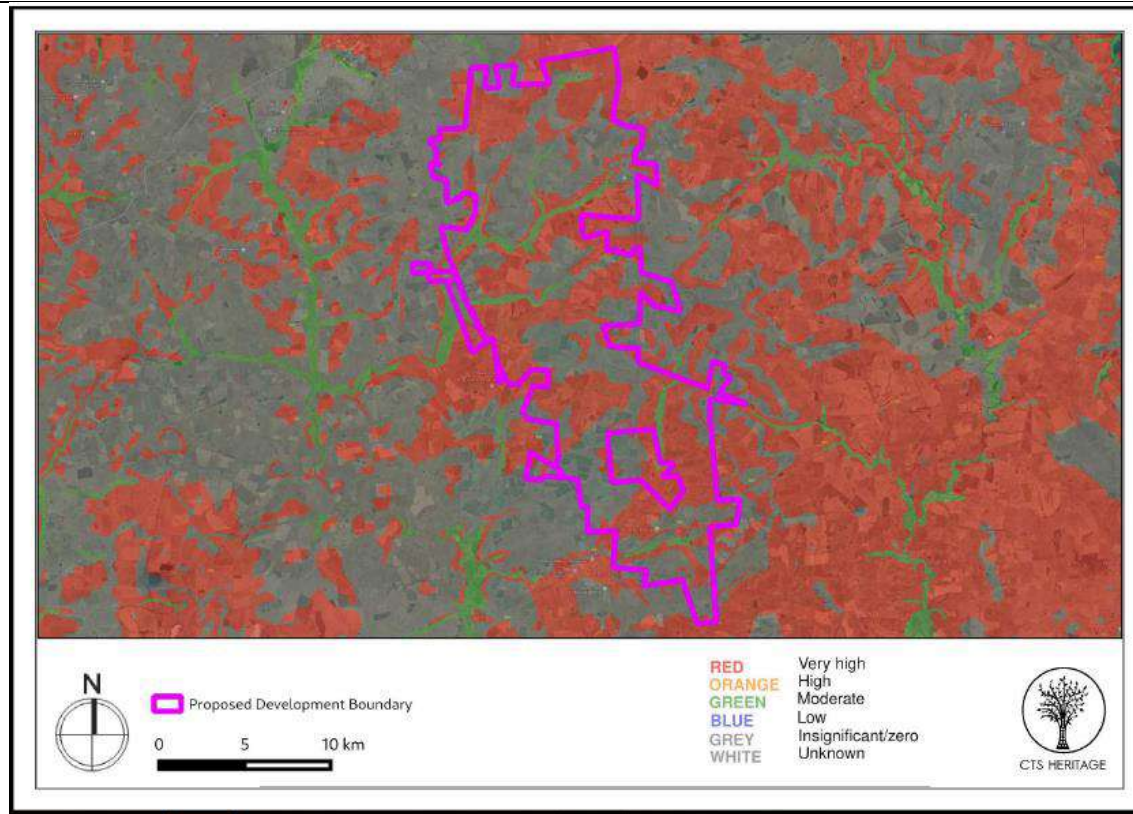 N
Proposed Development Boundary
0 5 10 km
RED Very high
ORANGE High
GREEN Moderate
BLUE Low
GREY Insignificant/zero
WHITE Unknown
CTS HERITAGE